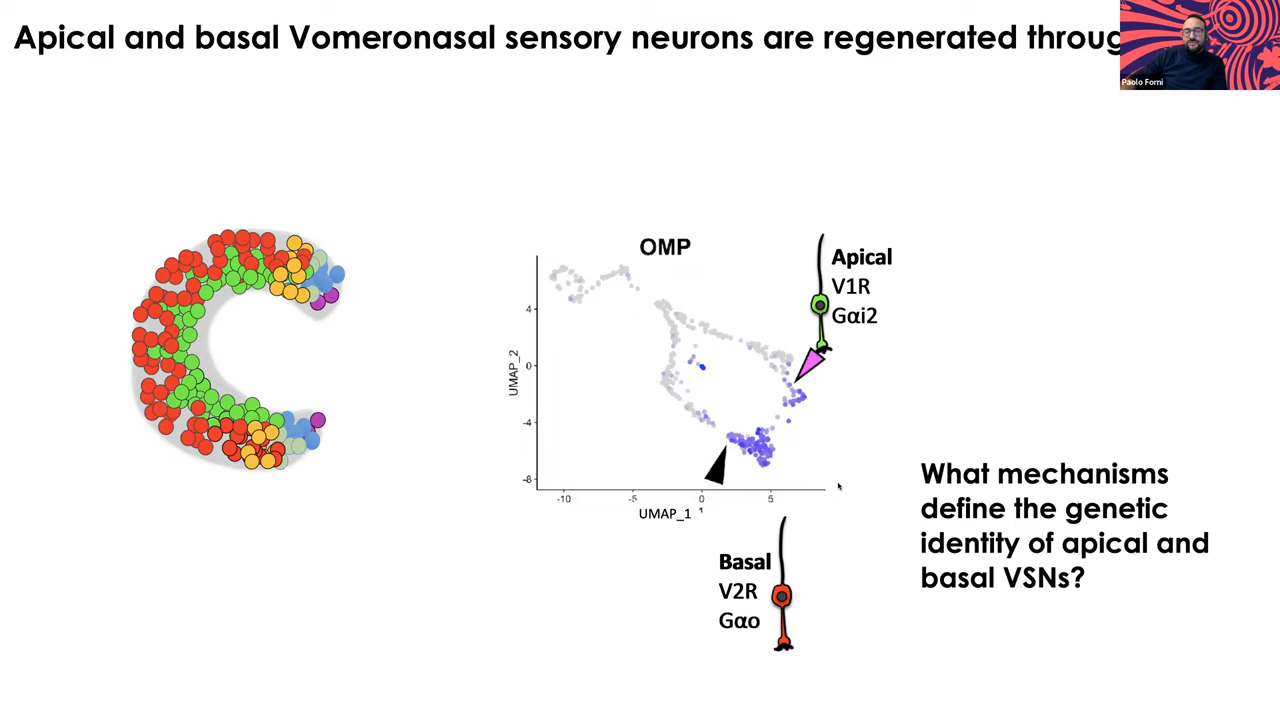 Apical and basal Vomeronasal sensory neurons are regenerated
Paolo Forni
OMP
Apical
V1R
Gαi2
4
0
-4
-8
UMAP_2
-10
-5
0
5
UMAP_1
Basal
V2R
Gαo
What mechanisms
define the genetic
identity of apical and
basal VSNs?